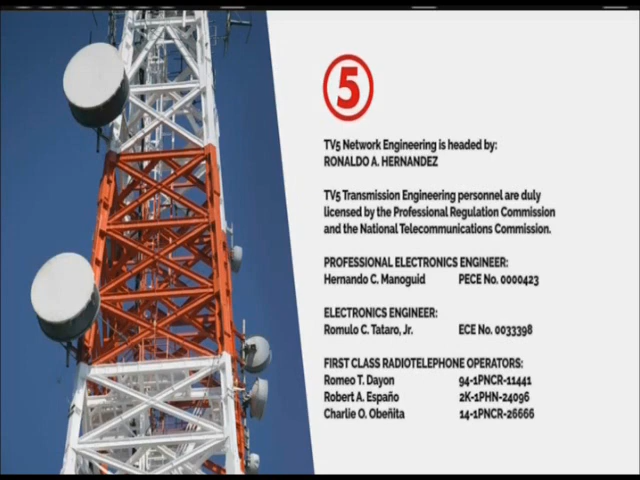 5
TV5 Network Engineering is headed by:
RONALDO A. HERNANDEZ
TV5 Transmission Engineering personnel are duly
licensed by the Professional Regulation Commission
and the National Telecommunications Commission.
PROFESSIONAL ELECTRONICS ENGINEER:
Hernando C. Manoguid PECE No. 0000423
ELECTRONICS ENGINEER:
Romulo C. Tataro, Jr. ECE No. 0033398
FIRST CLASS RADIOTELEPHONE OPERATORS:
Romeo T. Dayon 94-1PNCR-11441
Robert A. Españo 2K-1PHN-24096
Charlie O. Obeñita 14-1PNCR-26666